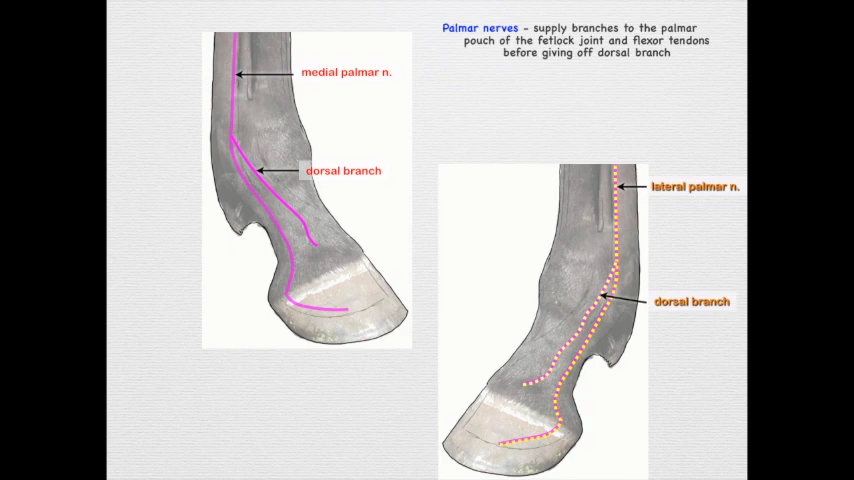 Palmar nerves - supply branches to the palmar
pouch of the fetlock joint and flexor tendons
before giving off dorsal branch
medial palmar n.
dorsal branch
lateral palmar n.
dorsal branch